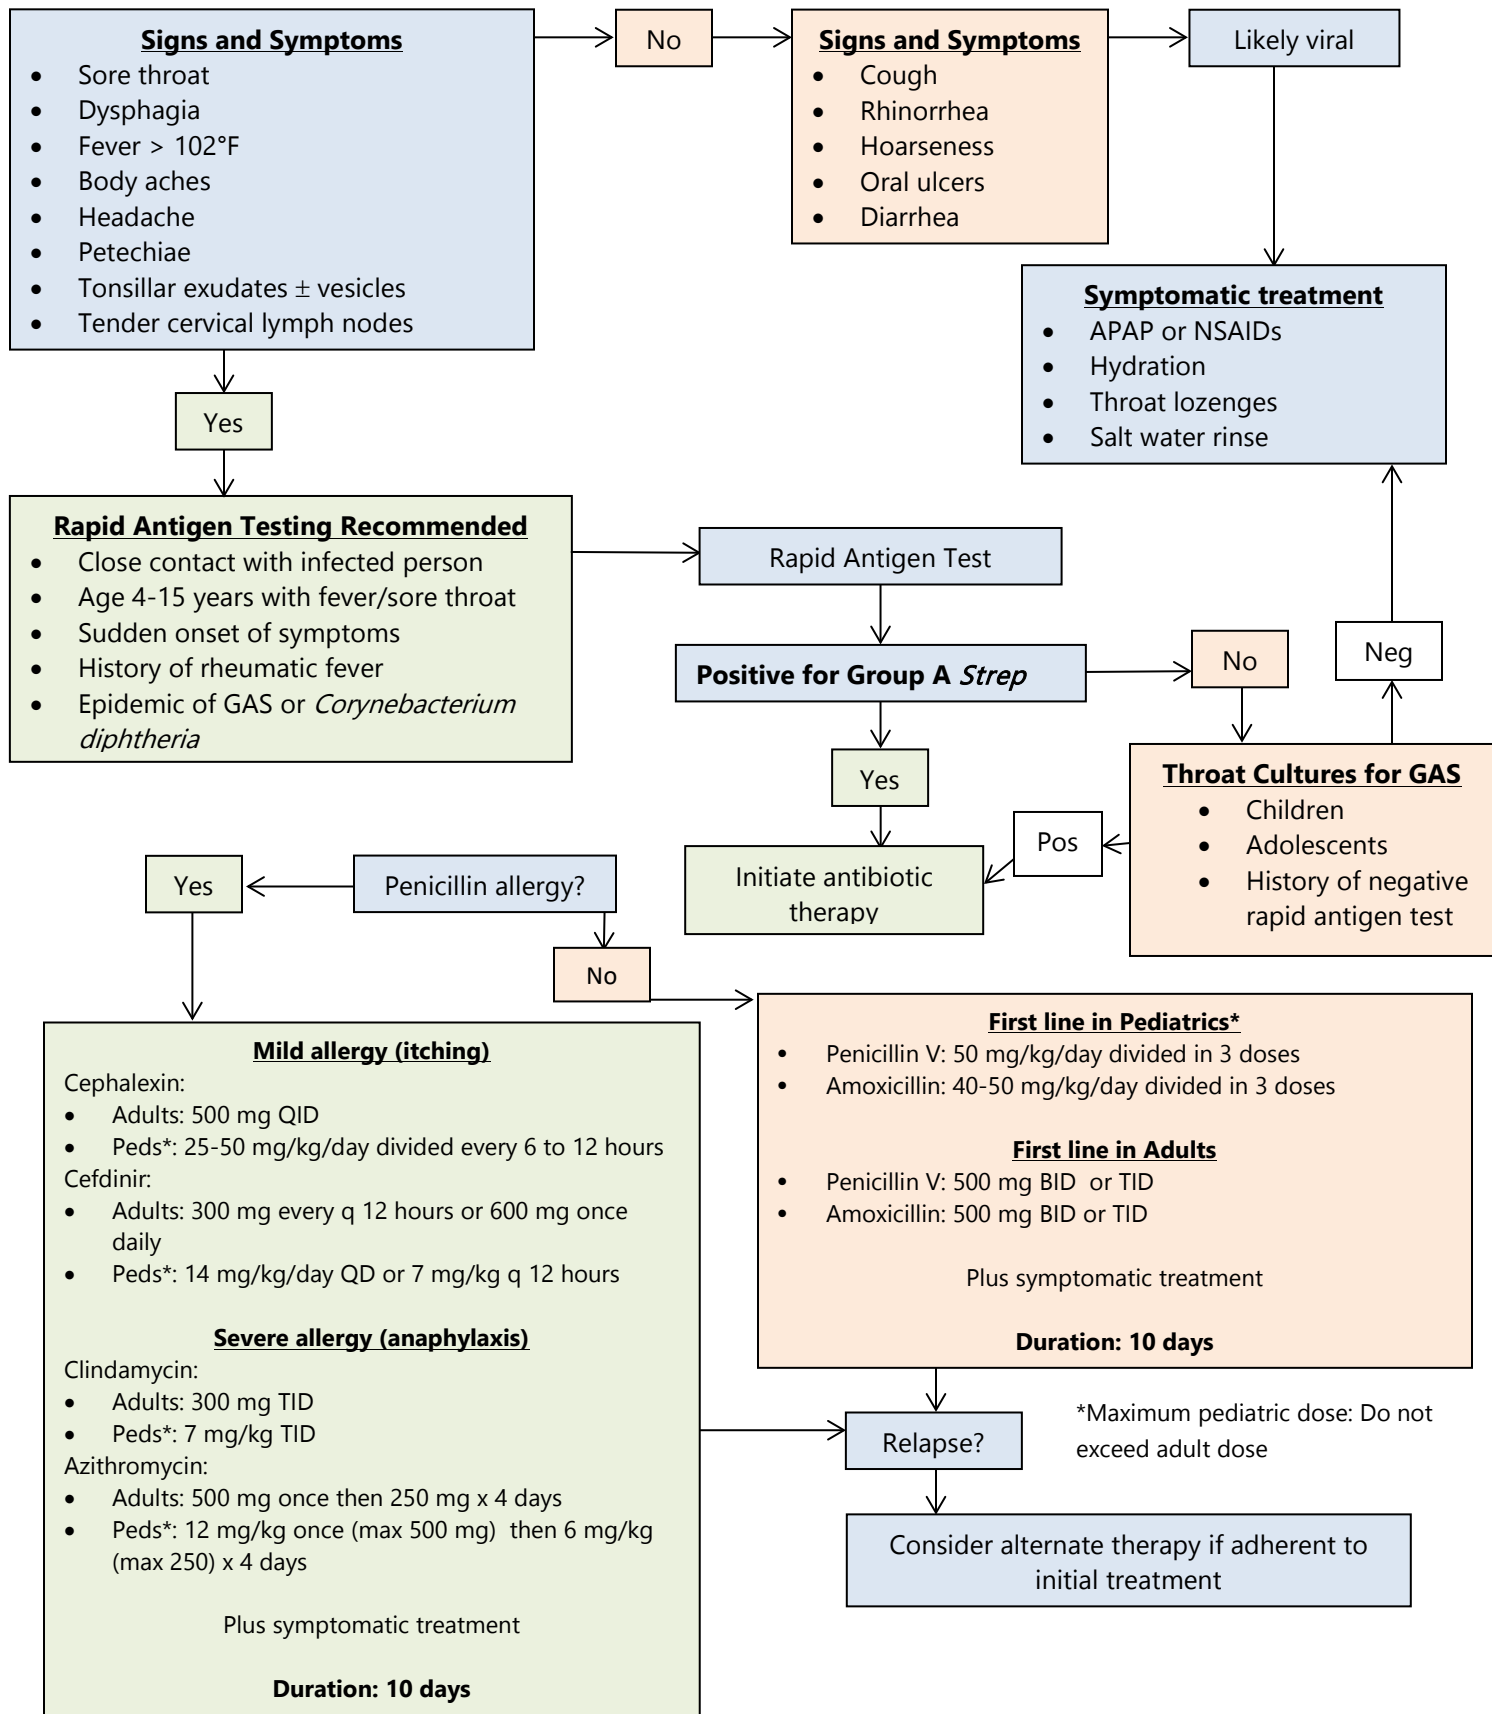 Signs and Symptoms
• Sore throat
• Dysphagia
• Fever > 102°F
• Body aches
• Headache
• Petechiae
• Tonsillar exudates ± vesicles
• Tender cervical lymph nodes
No
Signs and Symptoms
• Cough
• Rhinorrhea
• Hoarseness
• Oral ulcers
• Diarrhea
Likely viral
Symptomatic treatment
• APAP or NSAIDs
• Hydration
• Throat lozenges
• Salt water rinse
Yes
Rapid Antigen Testing Recommended
• Close contact with infected person
• Age 4-15 years with fever/sore throat
• Sudden onset of symptoms
• History of rheumatic fever
• Epidemic of GAS or Corynebacterium
diphtheria
Rapid Antigen Test
Positive for Group A Strep
No
Neg
Yes
Throat Cultures for GAS
• Children
• Adolescents
• History of negative
rapid antigen test
Pos
Initiate antibiotic
therapy
Penicillin allergy?
Yes
No
Mild allergy (itching)
Cephalexin:
• Adults: 500 mg QID
• Peds*: 25-50 mg/kg/day divided every 6 to 12 hours
Cefdinir:
• Adults: 300 mg every q 12 hours or 600 mg once
daily
• Peds*: 14 mg/kg/day QD or 7 mg/kg q 12 hours
Severe allergy (anaphylaxis)
Clindamycin:
• Adults: 300 mg TID
• Peds*: 7 mg/kg TID
Azithromycin:
• Adults: 500 mg once then 250 mg x 4 days
• Peds*: 12 mg/kg once (max 500 mg) then 6 mg/kg
(max 250) x 4 days
Plus symptomatic treatment
Duration: 10 days
First line in Pediatrics*
• Penicillin V: 50 mg/kg/day divided in 3 doses
• Amoxicillin: 40-50 mg/kg/day divided in 3 doses
First line in Adults
• Penicillin V: 500 mg BID or TID
• Amoxicillin: 500 mg BID or TID
Plus symptomatic treatment
Duration: 10 days
Relapse?
*Maximum pediatric dose: Do not
exceed adult dose
Consider alternate therapy if adherent to
initial treatment